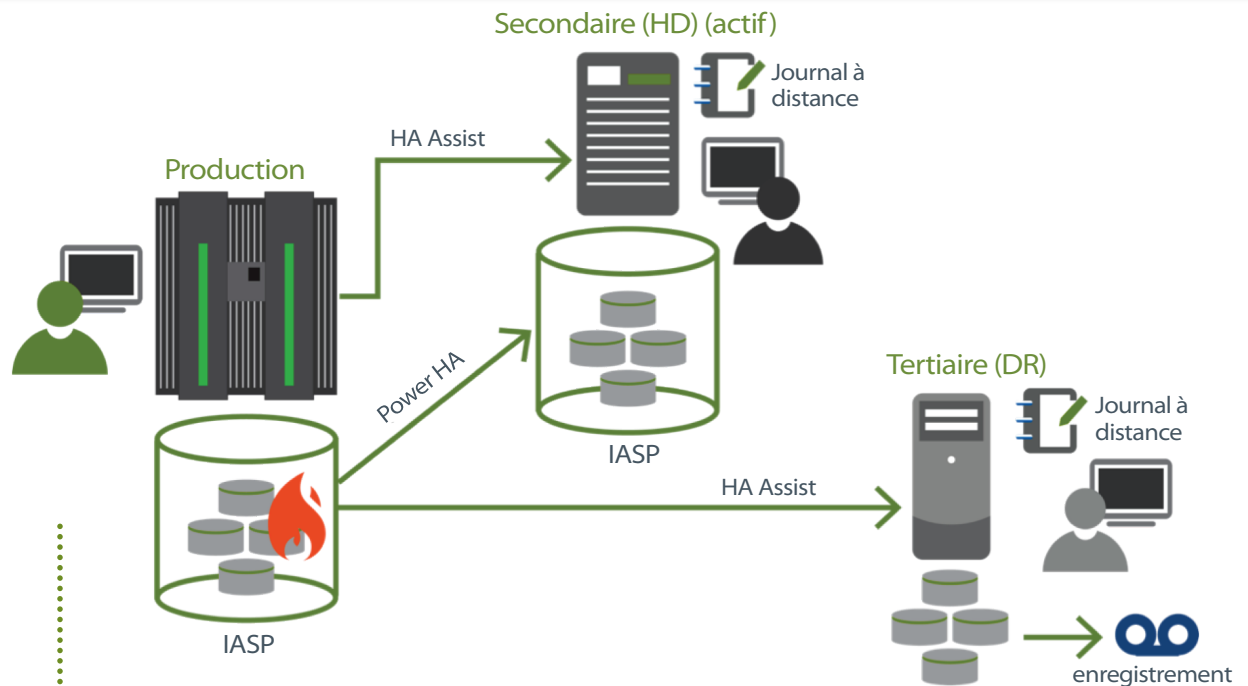 Secondaire (HD) (actif)
Journal à
distance
HA Assist
Production
Power HA
IASP
Tertiaire (DR)
Journal à
distance
HA Assist
IASP
enregistrement